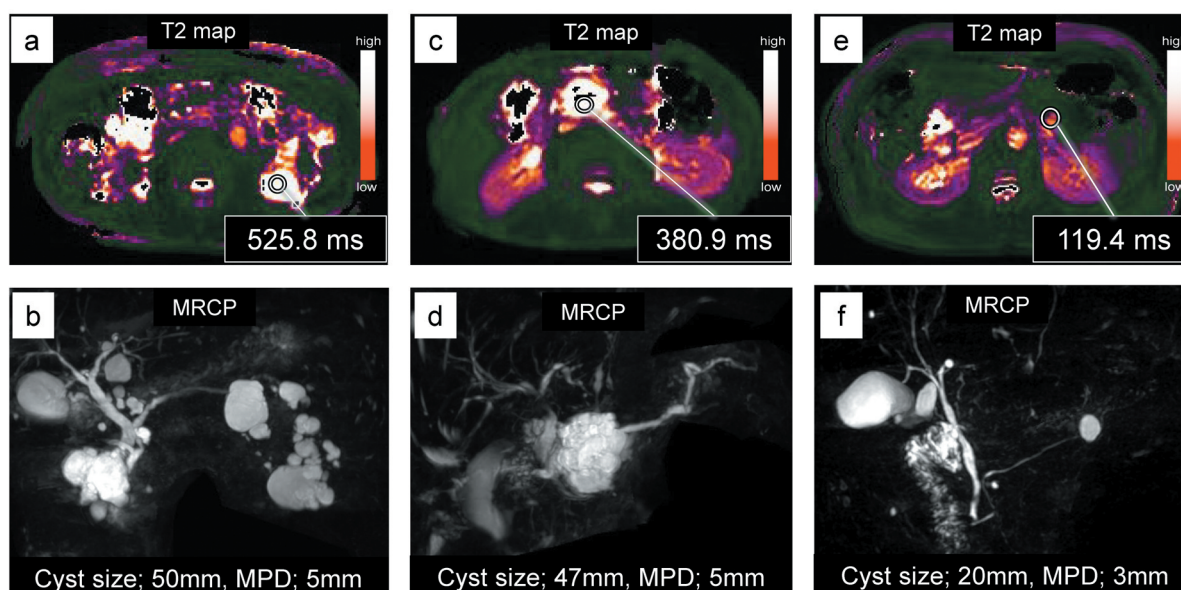 a
T2 map
high
low
525.8 ms
c
T2 map
high
low
380.9 ms
e
T2 map
high
low
119.4 ms
b
MRCP
Cyst size; 50mm, MPD; 5mm
d
MRCP
Cyst size; 47mm, MPD; 5mm
f
MRCP
Cyst size; 20mm, MPD; 3mm